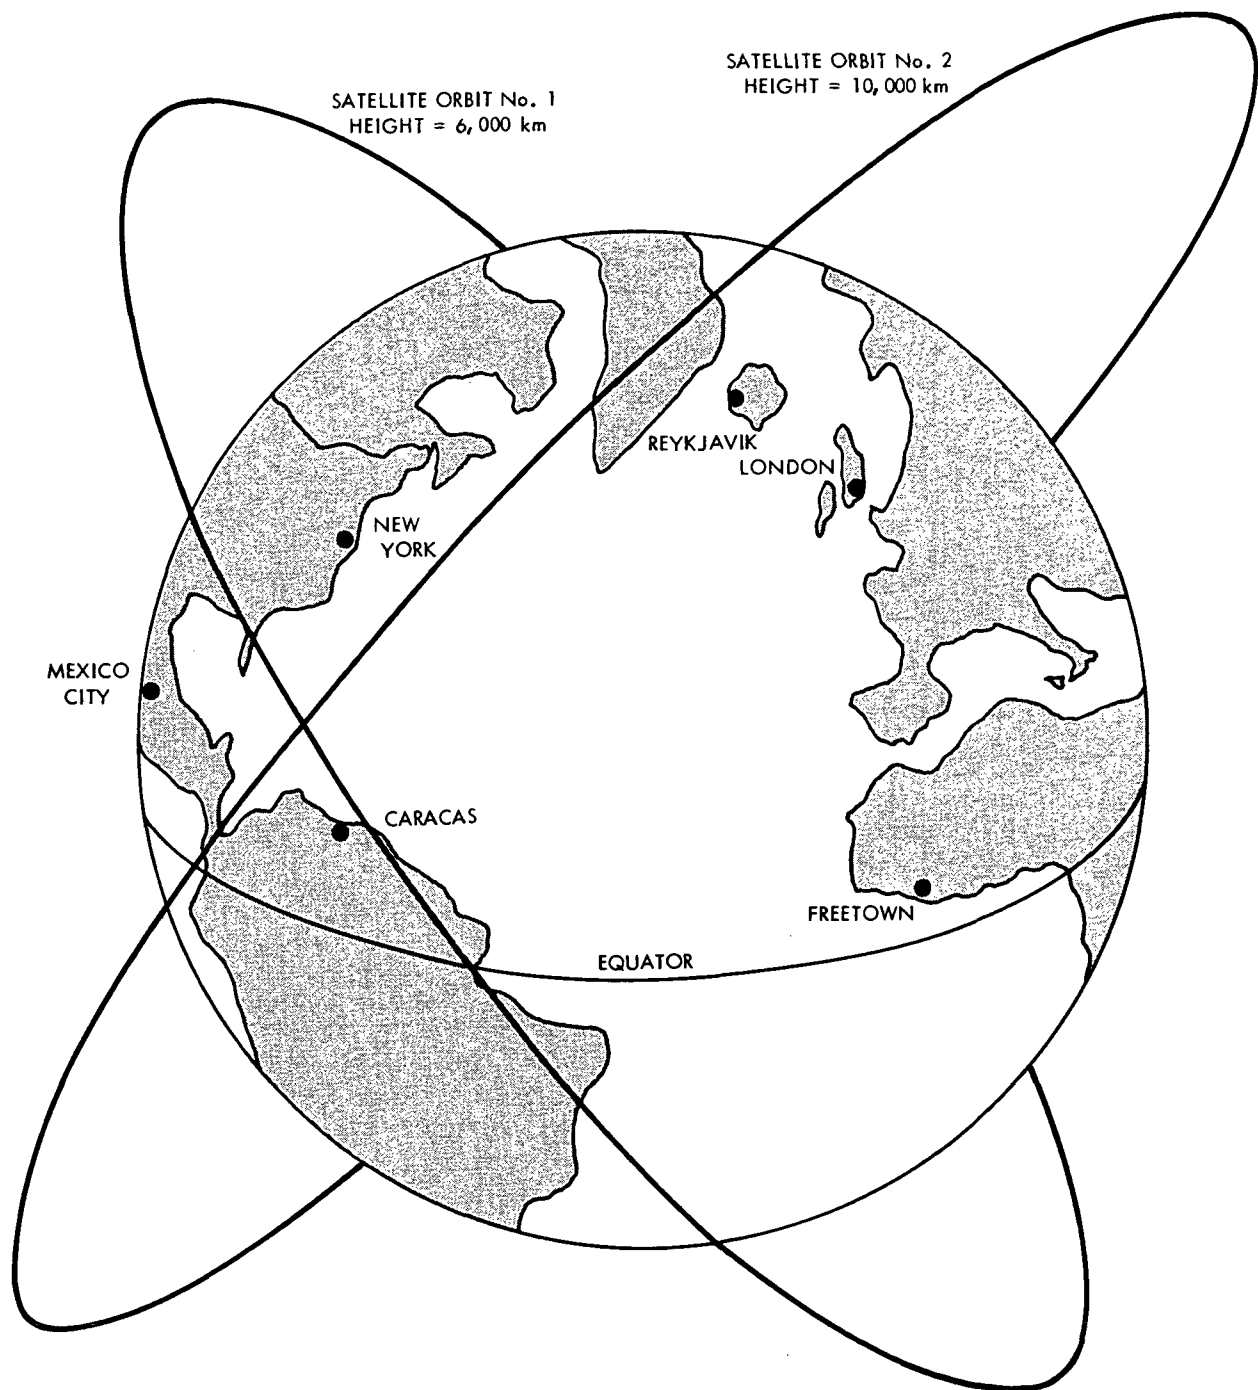 SATELLITE ORBIT No. 2
HEIGHT = 10,000 km
SATELLITE ORBIT No. 1
HEIGHT = 6,000 km
REYKJAVIK
LONDON
NEW
YORK
MEXICO
CITY
CARACAS
FREETOWN
EQUATOR